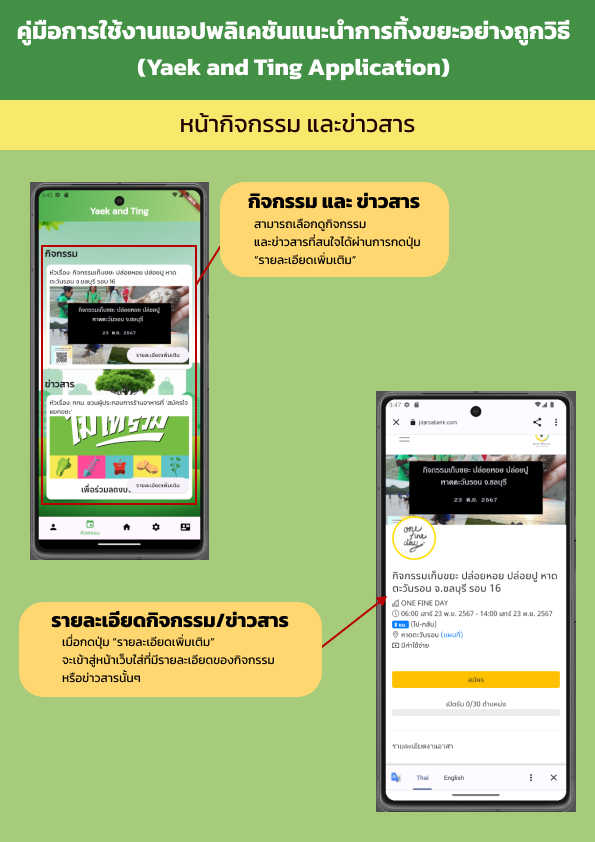 คู่มือการใช้งานแอปพลิเคชันแนะนำการทิ้งขยะอย่างถูกวิธี
(Yaek and Ting Application)
หน้ากิจกรรม และข่าวสาร
Yaek and Ting
กิจกรรม
หัวเรื่อง: กิจกรรมเก็บขยะ ปล่อยหอย ปล่อยปู หาด
ตะวันรอน จ.ชลบุรี รอบ 16
กิจกรรมเก็บขยะ ปล่อยหอย ปล่อยปู
หาดตะวันรอน จ.ชลบุรี
23 พ.ย. 2567
รายละเอียดเพิ่มเติม
ข่าวสาร
หัวเรื่อง: กทม. ชวนผู้ประกอบการร้านอาหารที่ 'สมัครใจ
แยกขยะ'
ไม่เทรวม
เพื่อร่วมลดงบ
รายละเอียดเพิ่มเติม
กิจกรรม
กิจกรรม และ ข่าวสาร
สามารถเลือกดูกิจกรรม
และข่าวสารที่สนใจได้ผ่านการกดปุ่ม
"รายละเอียดเพิ่มเติม"
3:47
jitarsabank.com
กิจกรรมเก็บขยะ ปล่อยหอย ปล่อยปู
หาดตะวันรอน จ.ชลบุรี
23 พ.ย. 2567
one
fine
day.
กิจกรรมเก็บขยะ ปล่อยหอย ปล่อยปู หาด
ตะวันรอน จ.ชลบุรี รอบ 16
ONE FINE DAY
06:00 เสาร์ 23 พ.ย. 2567 - 14:00 เสาร์ 23 พ.ย. 2567
8 ชม. (ไป-กลับ)
หาดตะวันรอน (แผนที่)
มีค่าใช้จ่าย
สมัคร
เปิดรับ 0/30 ตำแหน่ง
รายละเอียดงานอาสา
Thai English
รายละเอียดกิจกรรม/ข่าวสาร
เมื่อกดปุ่ม "รายละเอียดเพิ่มเติม"
จะเข้าสู่หน้าเว็บใส่ที่มีรายละเอียดของกิจกรรม
หรือข่าวสารนั้นๆ